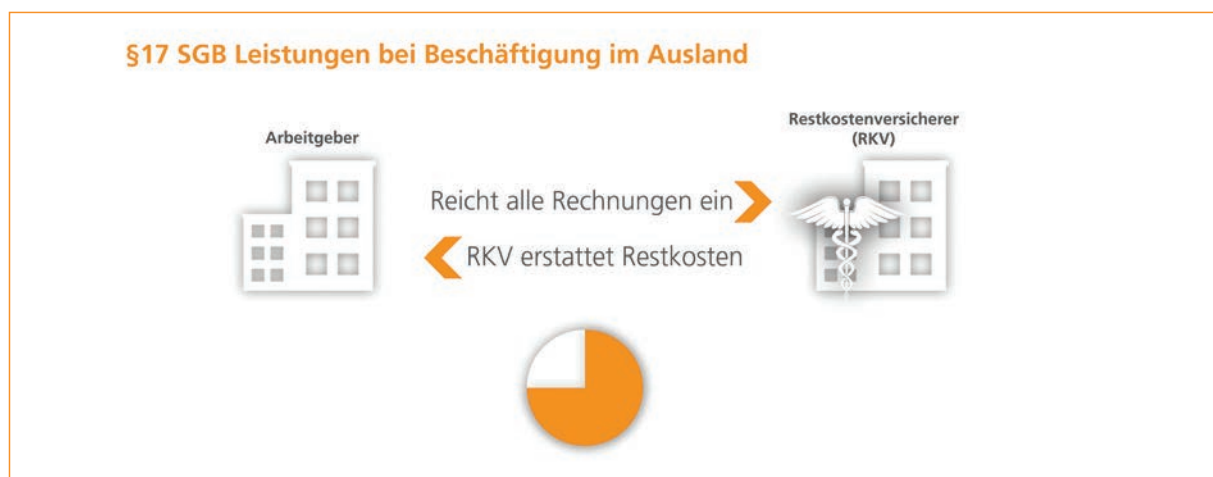 §17 SGB Leistungen bei Beschäftigung im Ausland
Arbeitgeber
Restkostenversicherer
(RKV)
Reicht alle Rechnungen ein
RKV erstattet Restkosten